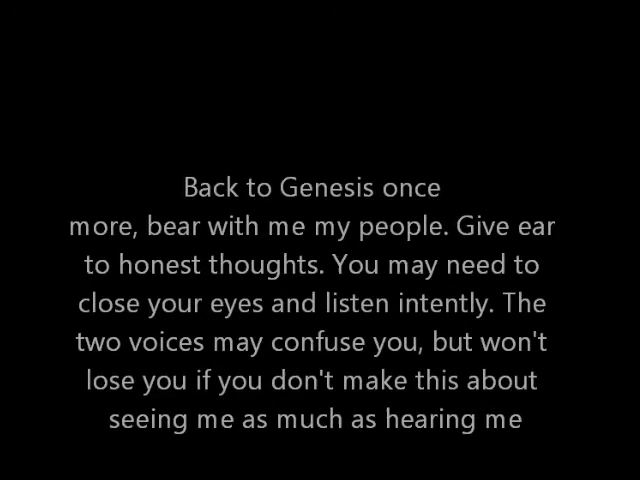 Back to Genesis once
more, bear with me my people. Give ear
to honest thoughts. You may need to
close your eyes and listen intently. The
two voices may confuse you, but won't
lose you if you don't make this about
seeing me as much as hearing me